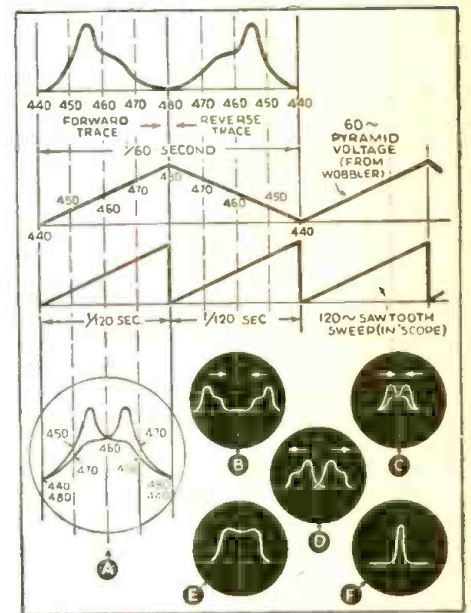 440 450 460 470 480 470 460 450 440
FORWARD TRACE
REVERSE TRACE
1/60 SECOND
60~ PYRAMID VOLTAGE (FROM WOBBLER)
450 460 470 480 470 460 450
440 440
1/120 SEC.
1/120 SEC
120~ SAWTOOTH SWEEP (IN 'SCOPE)
450 460 470
470
440 480
480
A
B
C
D
E
F